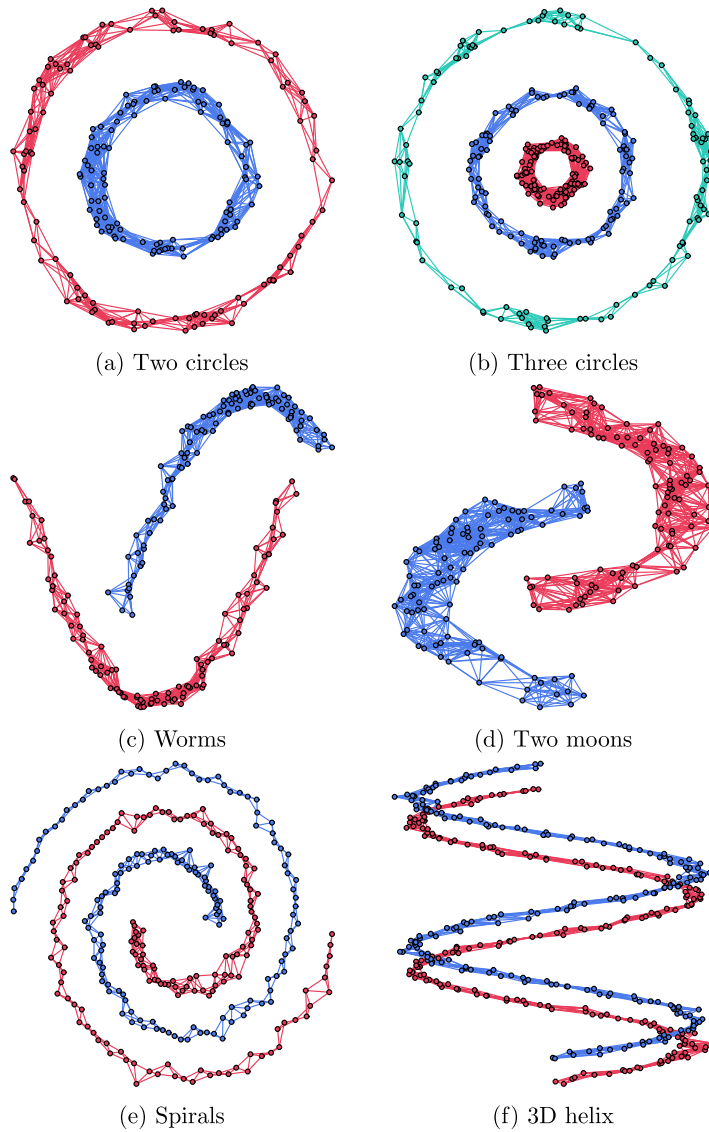 (a) Two circles
(b) Three circles
(c) Worms
(d) Two moons
(e) Spirals
(f) 3D helix